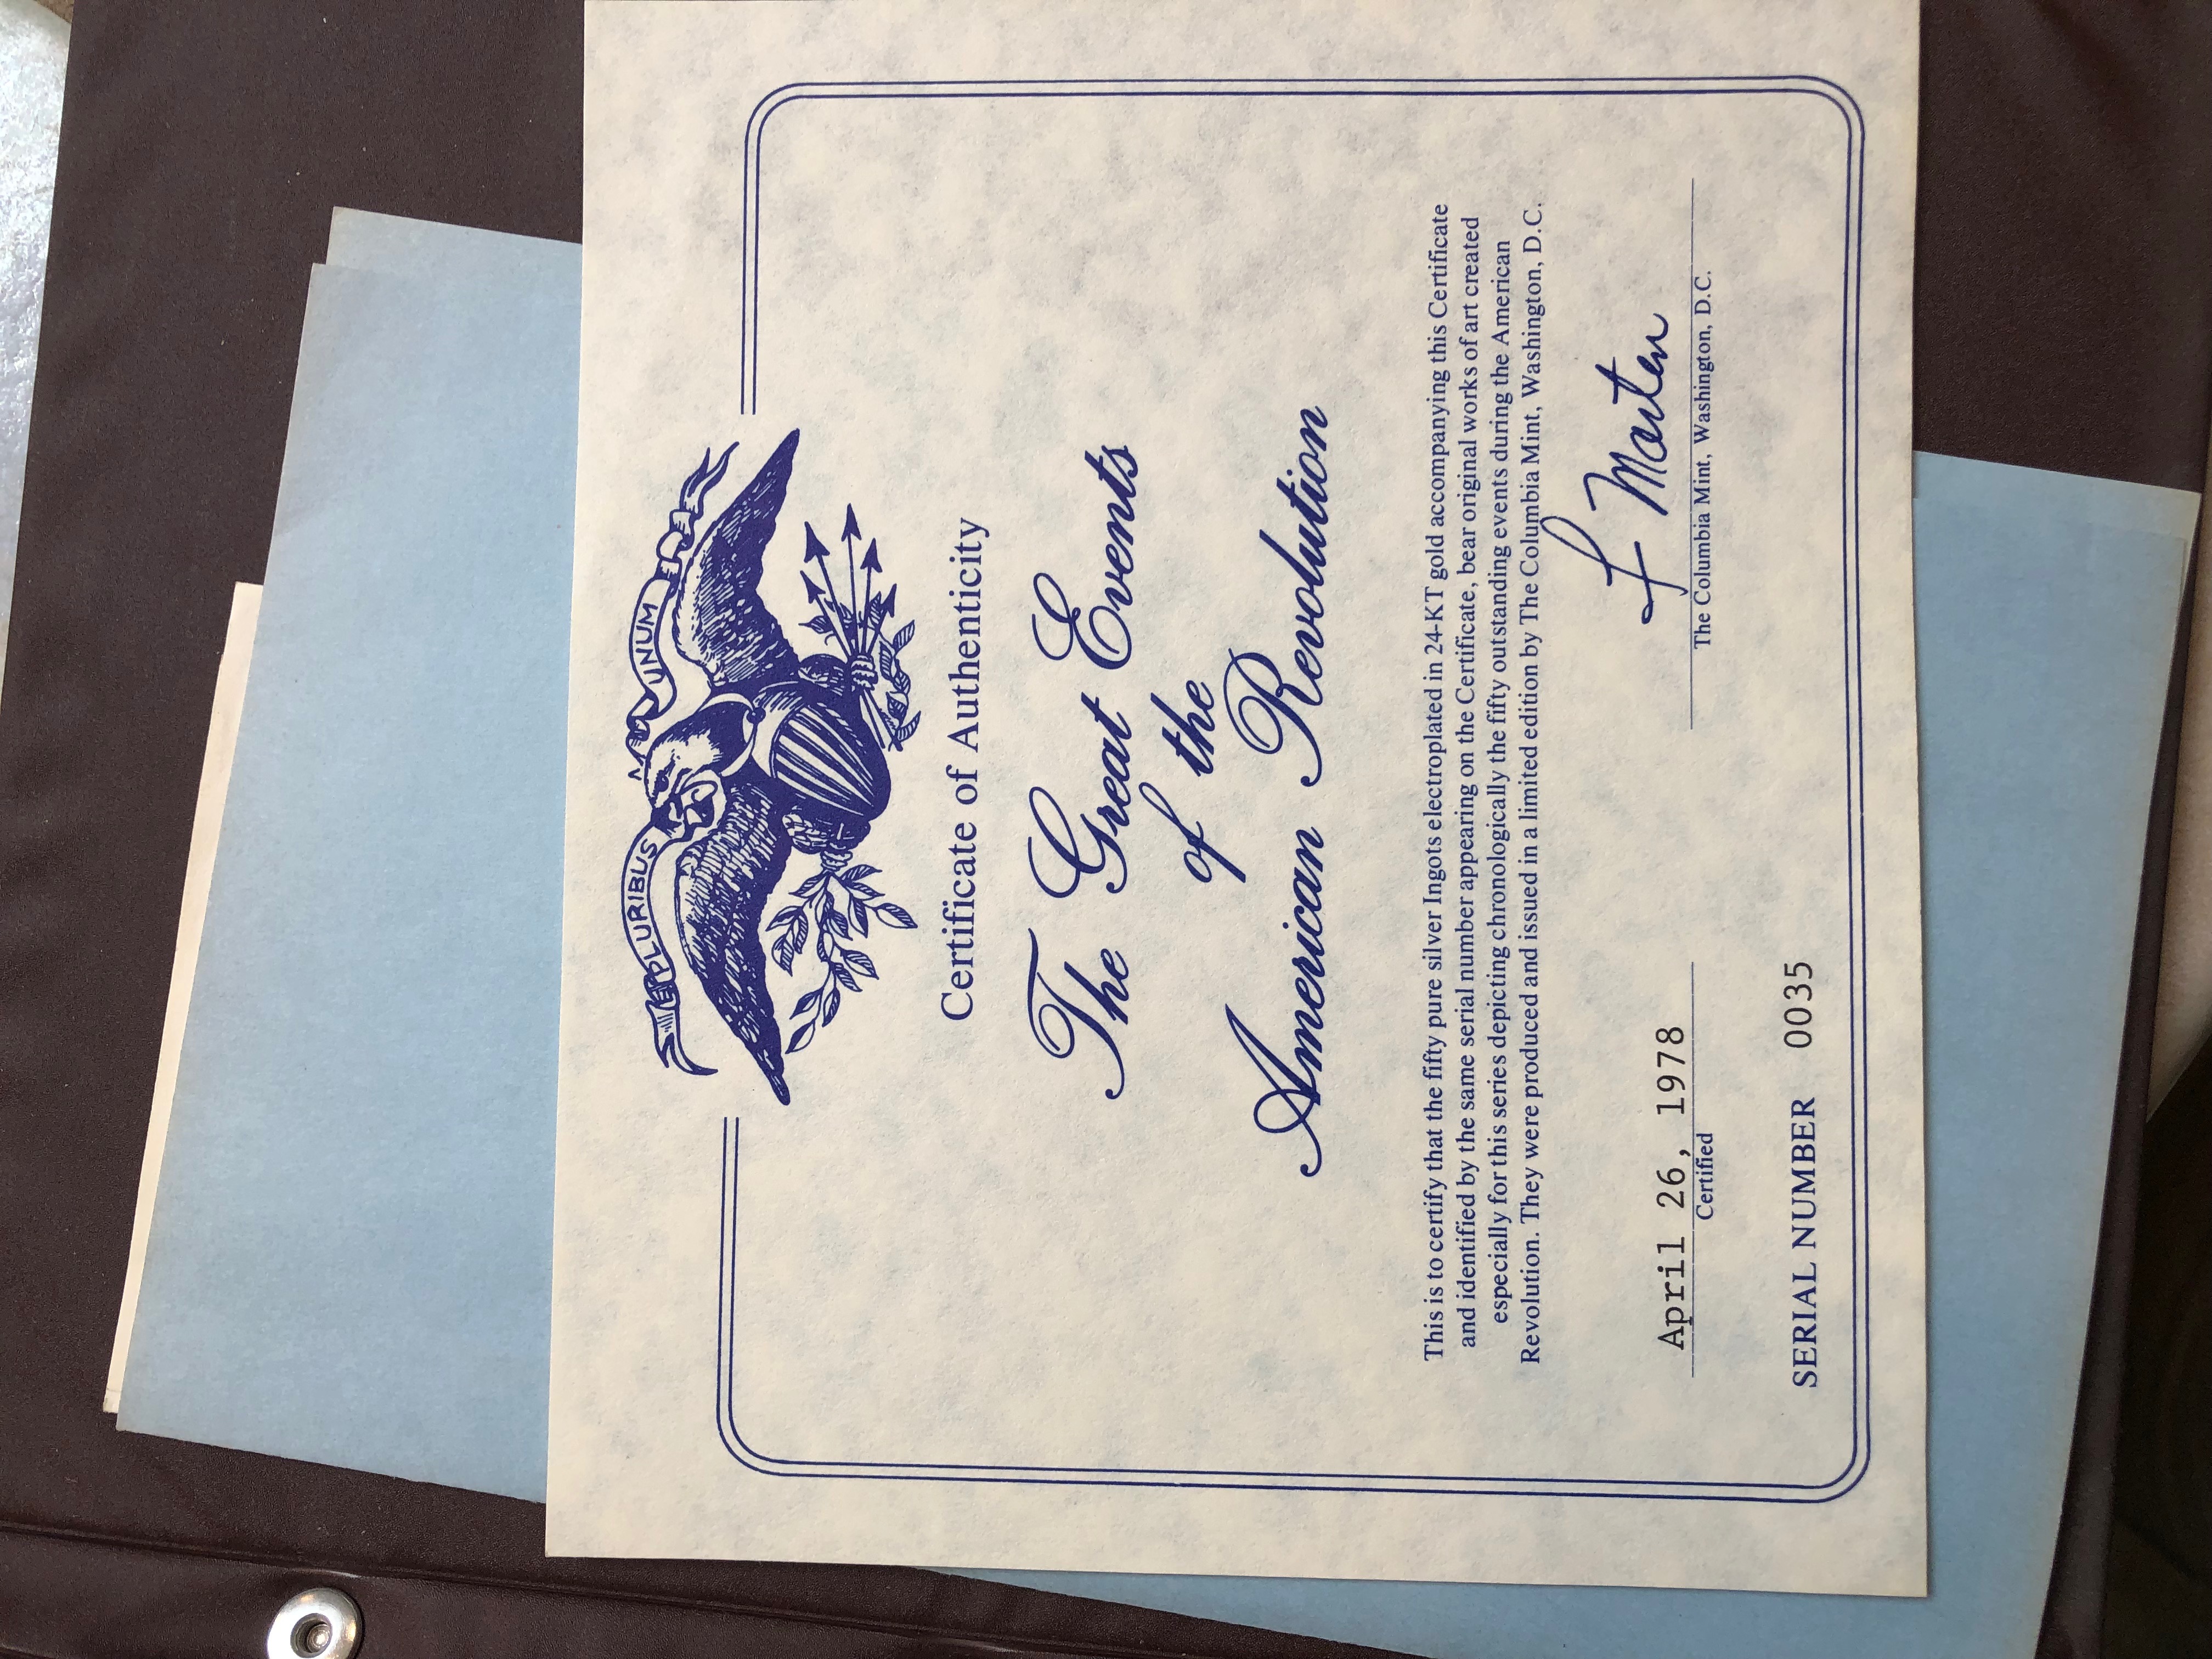 E PLURIBUS UNUM
Certificate of Authenticity
The Great Events
of the
American Revolution
This is to certify that the fifty pure silver Ingots electroplated in 24-KT gold accompanying this Certificate
and identified by the same serial number appearing on the Certificate, bear original works of art created
especially for this series depicting chronologically the fifty outstanding events during the American
Revolution. They were produced and issued in a limited edition by The Columbia Mint, Washington, D.C.
April 26, 1978
Certified
F Marten
The Columbia Mint, Washington, D.C.
SERIAL NUMBER 0035